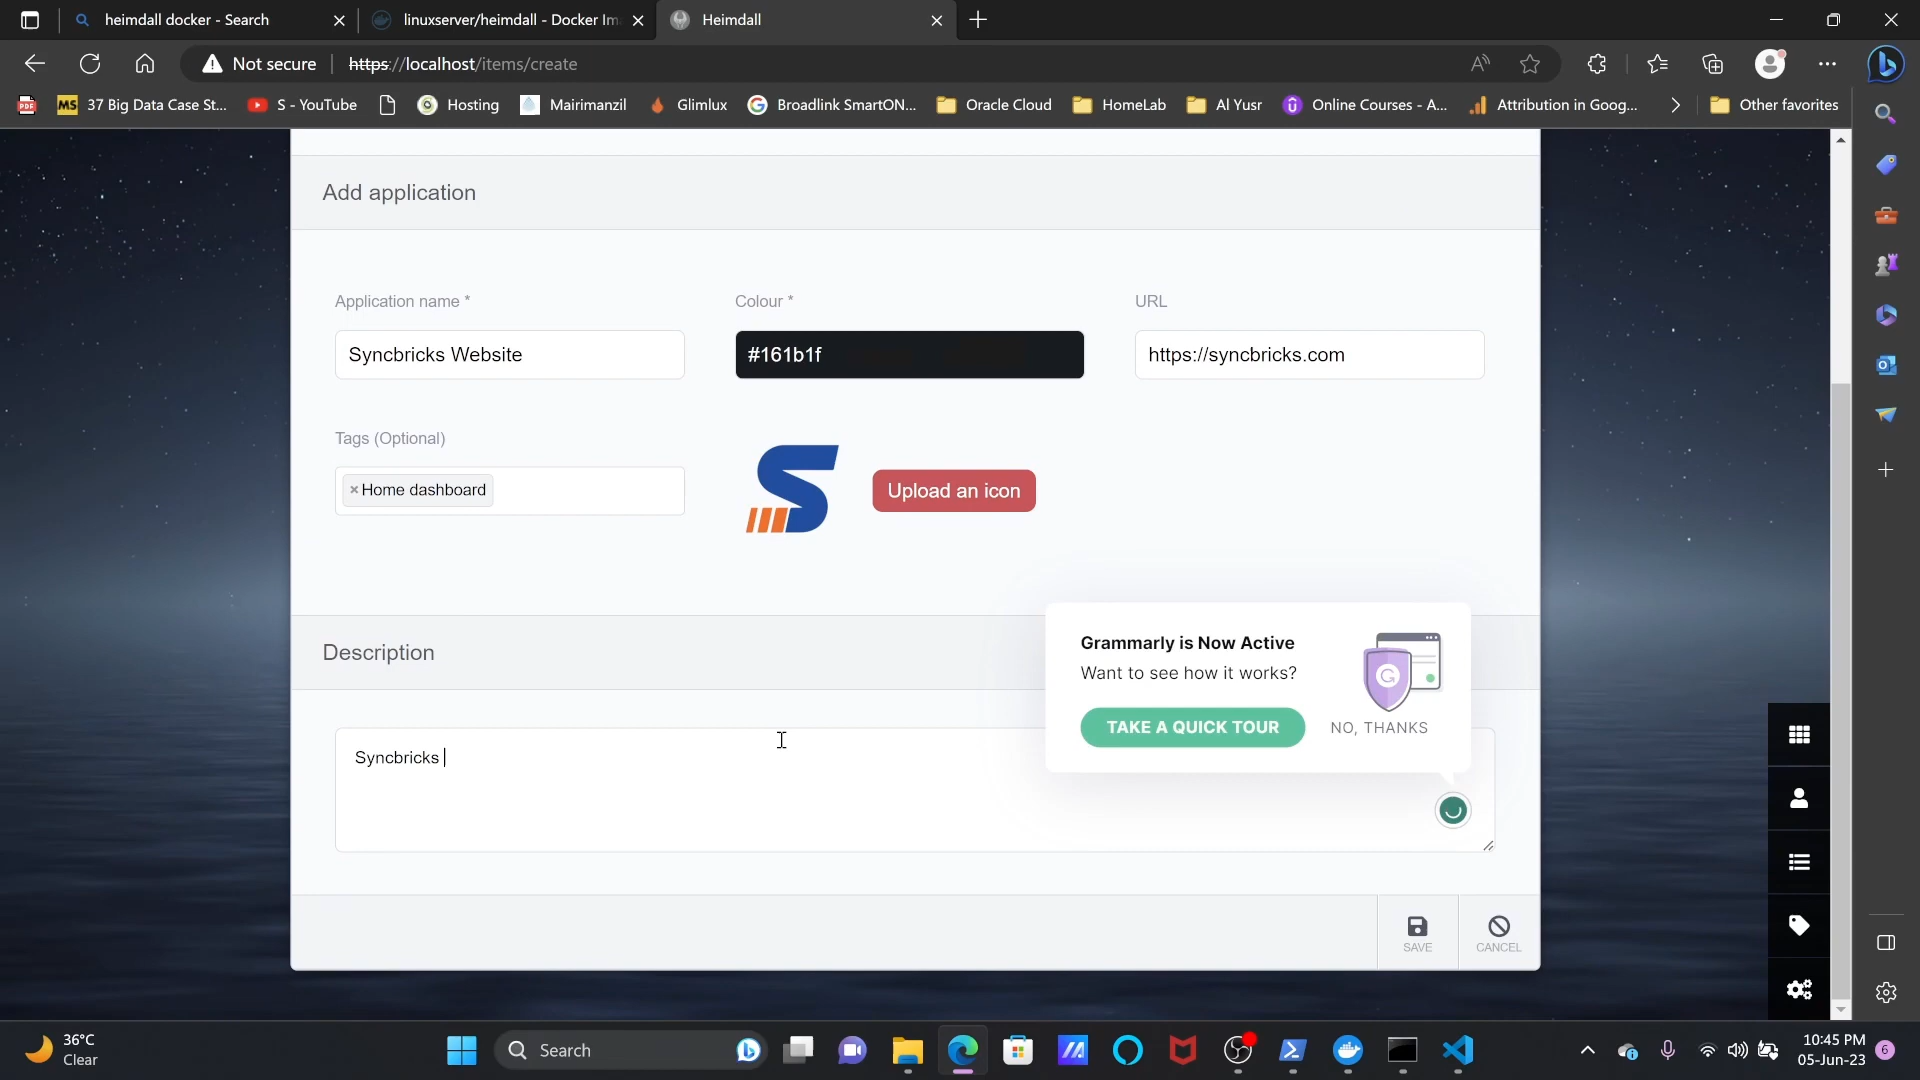 heimdall docker - Search
linuxserver/heimdall - Docker Im
Heimdall
Not secure
https://localhost/items/create
PDF
MS
37 Big Data Case St...
S - YouTube
Hosting
Mairimanzil
Glimlux
Broadlink SmartON...
Oracle Cloud
HomeLab
Al Yusr
Online Courses - A...
Attribution in Goog...
Other favorites
Add application
Application name *
Colour *
URL
Syncbricks Website
#161b1f
https://syncbricks.com
Tags (Optional)
×Home dashboard
Upload an icon
Description
Grammarly is Now Active
Want to see how it works?
TAKE A QUICK TOUR
NO, THANKS
Syncbricks
SAVE
CANCEL
36°C
Clear
Search
10:45 PM
05-Jun-23
6